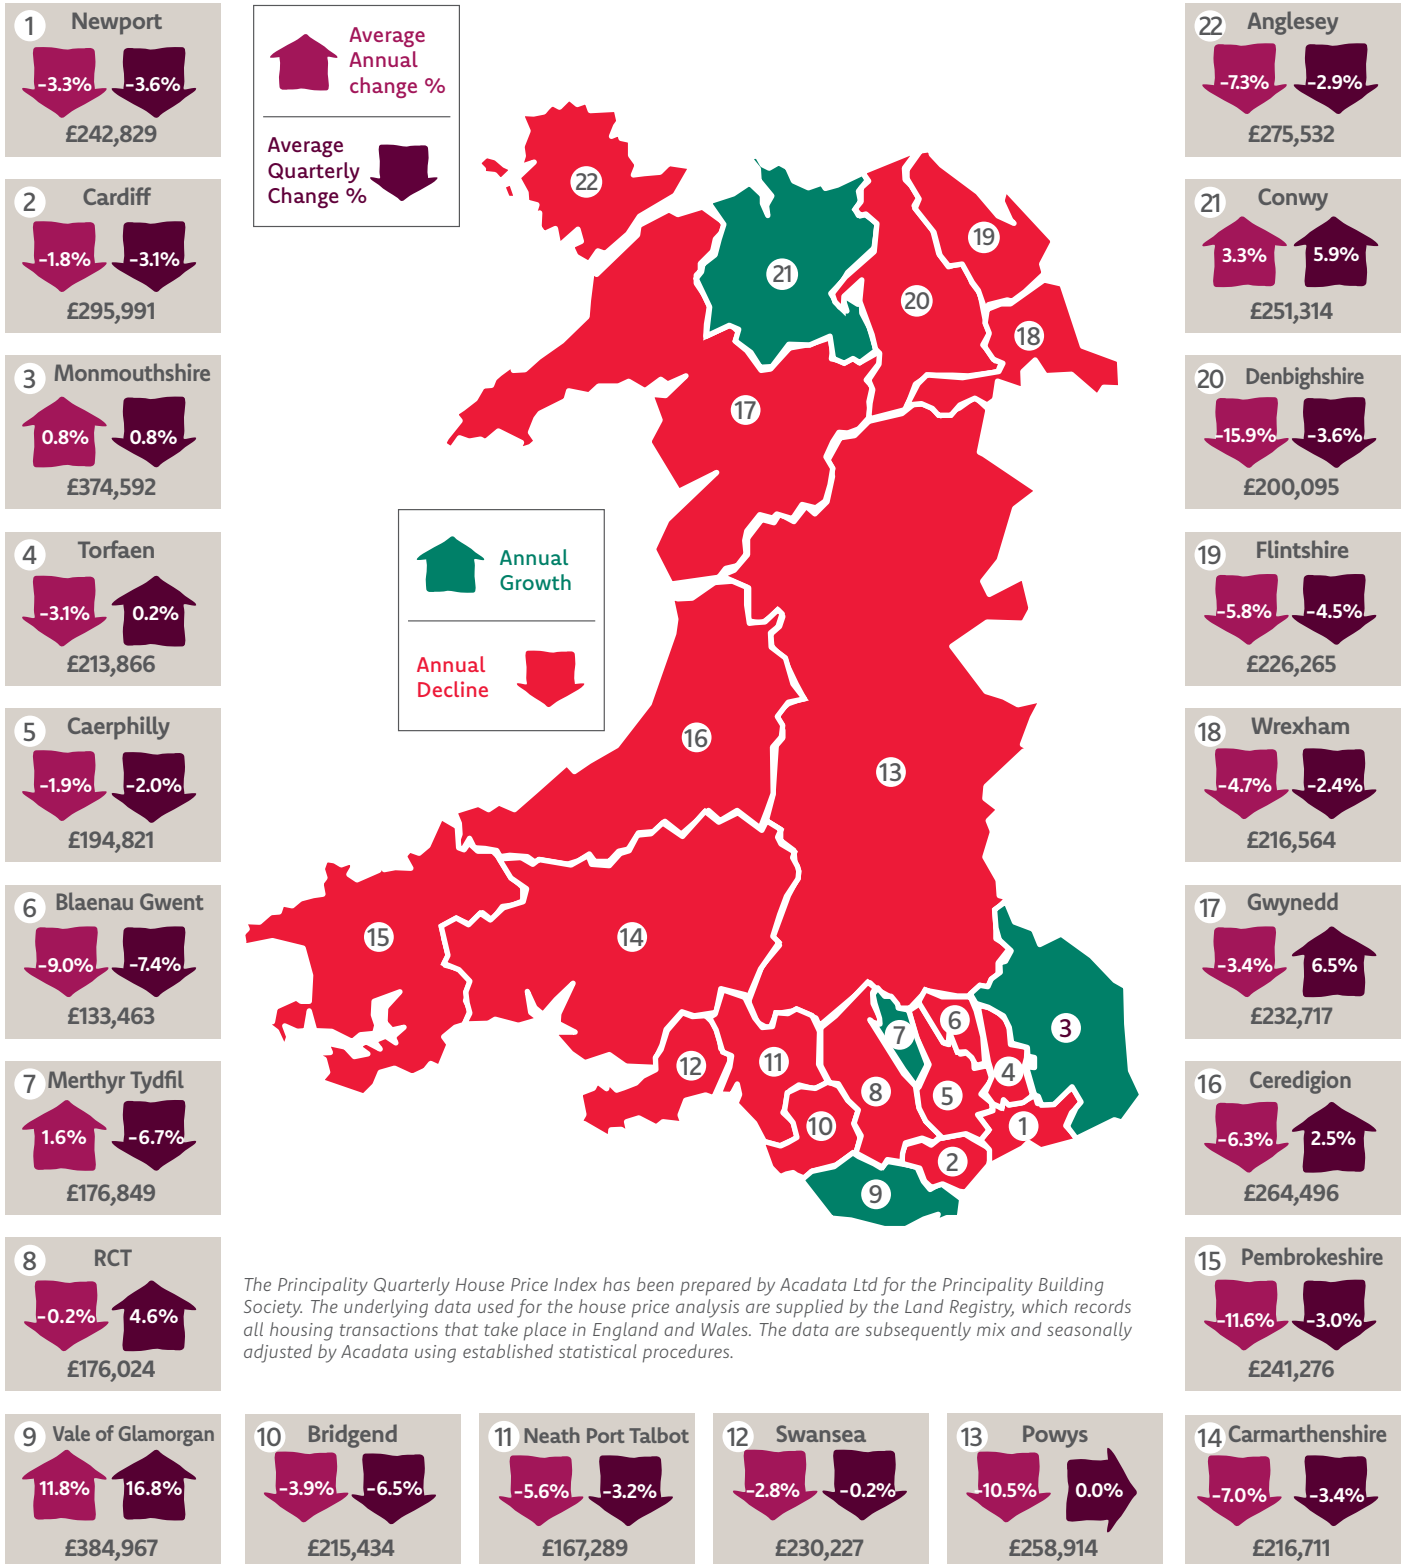 1 Newport
-3.3% -3.6%
£242,829
2 Cardiff
-1.8% -3.1%
£295,991
3 Monmouthshire
0.8% 0.8%
£374,592
4 Torfaen
-3.1% 0.2%
£213,866
5 Caerphilly
-1.9% -2.0%
£194,821
6 Blaenau Gwent
-9.0% -7.4%
£133,463
7 Merthyr Tydfil
1.6% -6.7%
£176,849
8 RCT
-0.2% 4.6%
£176,024
9 Vale of Glamorgan
11.8% 16.8%
£384,967
10 Bridgend
-3.9% -6.5%
£215,434
11 Neath Port Talbot
-5.6% -3.2%
£167,289
12 Swansea
-2.8% -0.2%
£230,227
13 Powys
-10.5% 0.0%
£258,914
14 Carmarthenshire
-7.0% -3.4%
£216,711
15 Pembrokeshire
-11.6% -3.0%
£241,276
16 Ceredigion
-6.3% 2.5%
£264,496
17 Gwynedd
-3.4% 6.5%
£232,717
18 Wrexham
-4.7% -2.4%
£216,564
19 Flintshire
-5.8% -4.5%
£226,265
20 Denbighshire
-15.9% -3.6%
£200,095
21 Conwy
3.3% 5.9%
£251,314
22 Anglesey
-7.3% -2.9%
£275,532
Average
Annual
change %
Average
Quarterly
Change %
Annual
Growth
Annual
Decline
22
19
21
20
18
17
16
13
15
14
3
6
7
11
12
4
8
5
10
1
2
9
The Principality Quarterly House Price Index has been prepared by Acadata Ltd for the Principality Building
Society. The underlying data used for the house price analysis are supplied by the Land Registry, which records
all housing transactions that take place in England and Wales. The data are subsequently mix and seasonally
adjusted by Acadata using established statistical procedures.